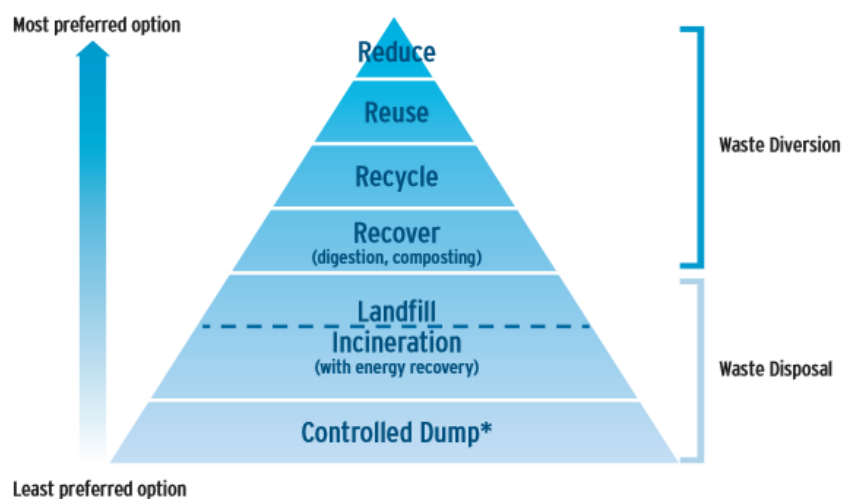 Most preferred option
Reduce
Reuse
Recycle
Recover
(digestion, composting)
Landfill
Incineration
(with energy recovery)
Controlled Dump*
Waste Diversion
Waste Disposal
Least preferred option